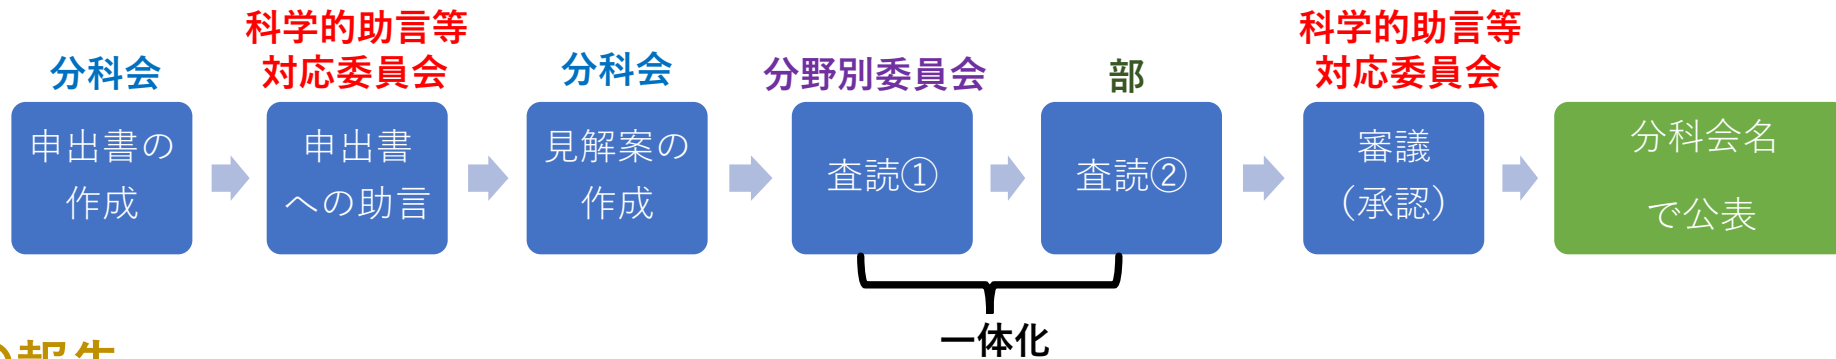 分科会
申出書の
作成
科学的助言等
対応委員会
申出書
への助言
分科会
見解案の
作成
分野別委員会
査読①
部
査読②
科学的助言等
対応委員会
審議
（承認）
分科会名
で公表
一体化